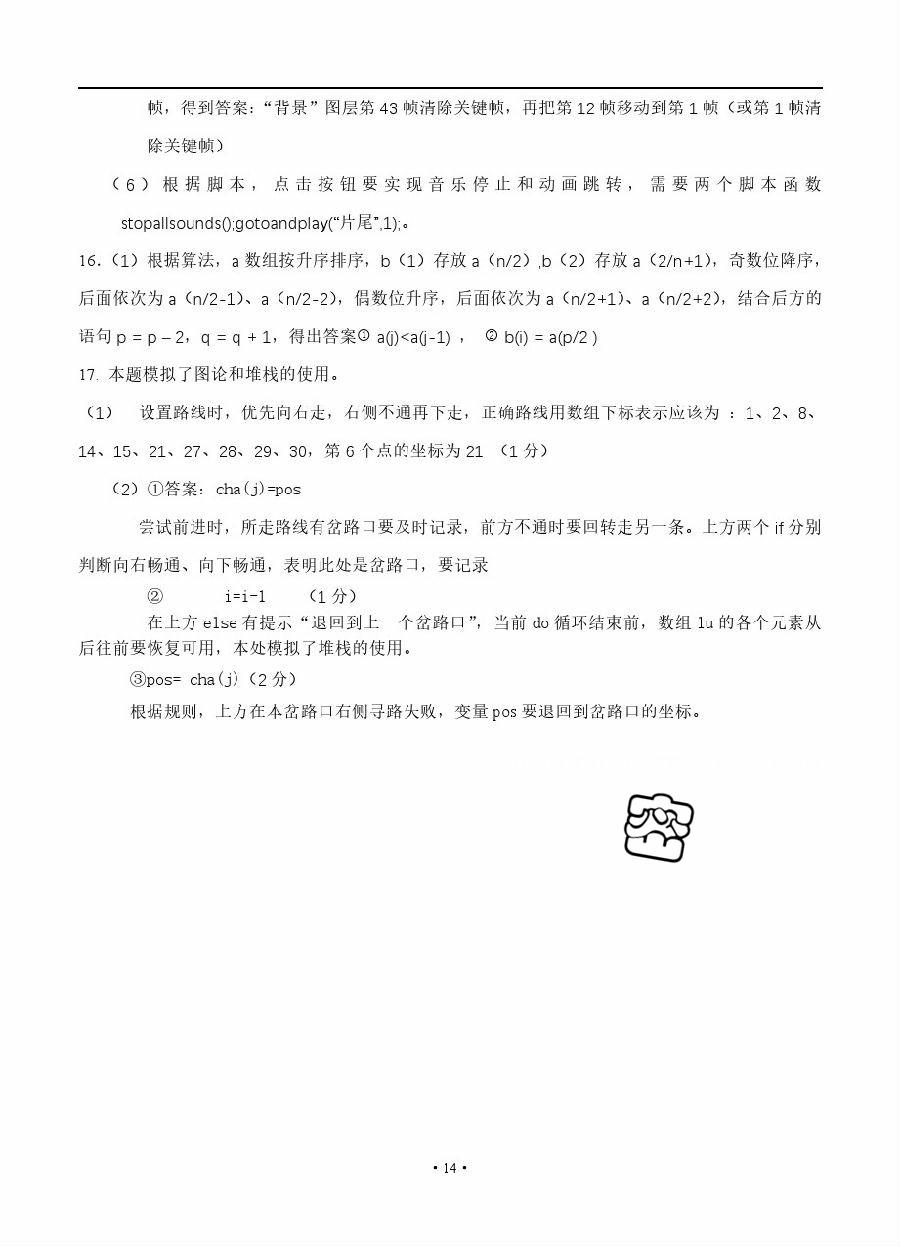 帧，得到答案：“背景”图层第 43 帧清除关键帧，再把第 12 帧移动到第 1 帧（或第 1 帧清
除关键帧）
（6）根据脚本，点击按钮要实现音乐停止和动画跳转，需要两个脚本函数
stopallsounds();gotoandplay(“片尾”,1);。
16.（1）根据算法，a 数组按升序排序，b（1）存放 a（n/2）,b（2）存放 a（2/n+1），奇数位降序，
后面依次为 a（n/2-1）、a（n/2-2），偶数位升序，后面依次为 a（n/2+1）、a（n/2+2），结合后方的
语句 p = p – 2，q = q + 1，得出答案① a(j)<a(j-1) ， ② b(i) = a(p/2 )
17. 本题模拟了图论和堆栈的使用。
（1） 设置路线时，优先向右走，右侧不通再下走，正确路线用数组下标表示应该为 ：1、2、8、
14、15、21、27、28、29、30，第 6 个点的坐标为 21 （1 分）
（2）①答案：cha(j)=pos
尝试前进时，所走路线有岔路口要及时记录，前方不通时要回转走另一条。上方两个 if 分别
判断向右畅通、向下畅通，表明此处是岔路口，要记录
② i=i-1 （1 分）
在上方 else 有提示“退回到上 个岔路口”，当前 do 循环结束前，数组 lu 的各个元素从
后往前要恢复可用，本处模拟了堆栈的使用。
③pos= cha(j)（2 分）
根据规则，上方在本岔路口右侧寻路失败，变量 pos 要退回到岔路口的坐标。
·14·